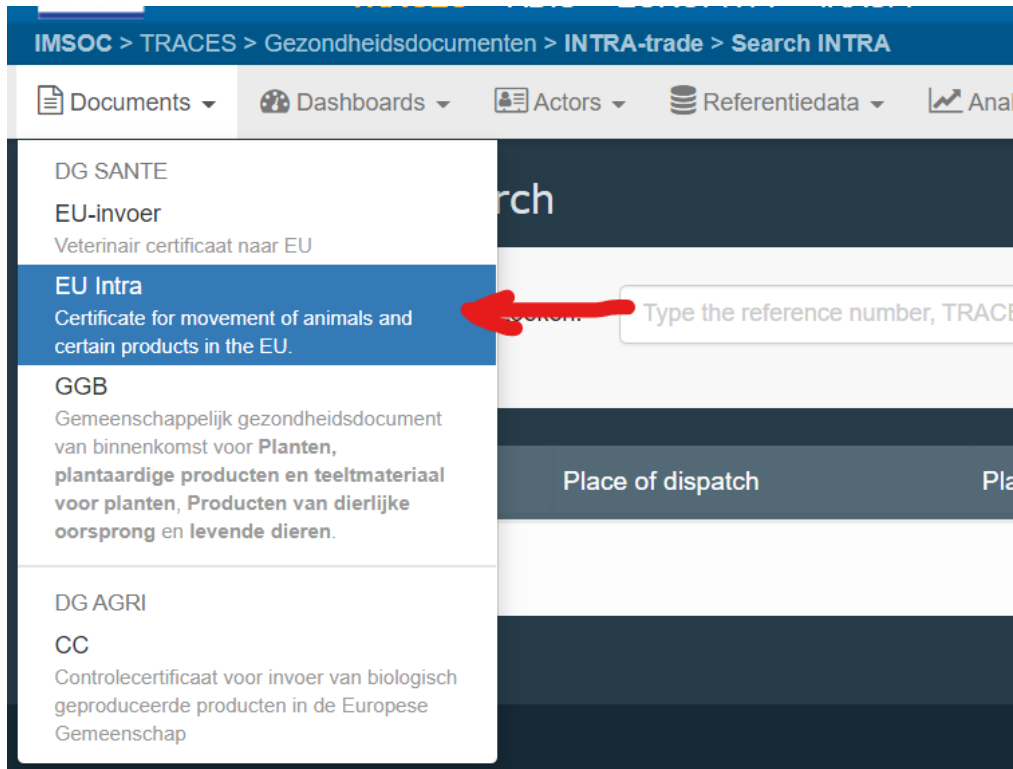 IMSOC > TRACES > Gezondheidsdocumenten > INTRA-trade > Search INTRA
Documents Dashboards Actors Referentiedata Anal
DG SANTE
EU-invoer
Veterinair certificaat naar EU
EU Intra
Certificate for movement of animals and
certain products in the EU.
GGB
Gemeenschappelijk gezondheidsdocument
van binnenkomst voor Planten,
plantaardige producten en teeltmateriaal
voor planten, Producten van dierlijke
oorsprong en levende dieren.
DG AGRI
CC
Controlecertificaat voor invoer van biologisch
geproduceerde producten in de Europese
Gemeenschap
rch
Type the reference number, TRACE
Place of dispatch Pla